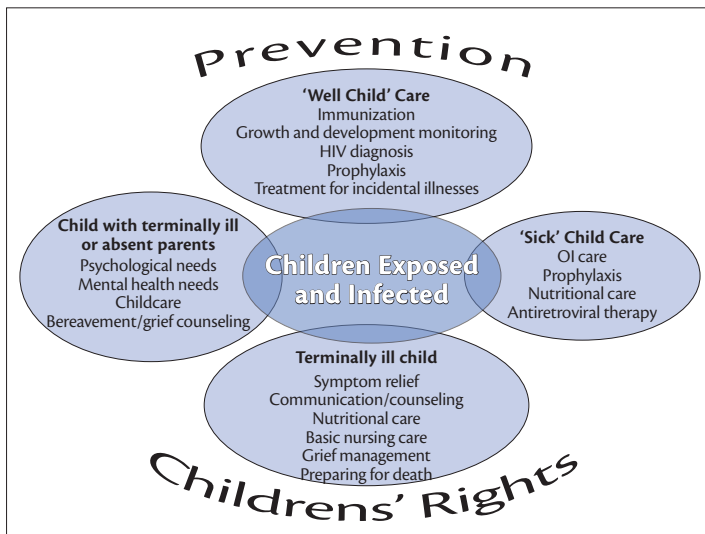 Prevention
‘Well Child’ Care
Immunization
Growth and development monitoring
HIV diagnosis
Prophylaxis
Treatment for incidental illnesses
Child with terminally ill
or absent parents
Psychological needs
Mental health needs
Childcare
Bereavement/grief counseling
Children Exposed
and Infected
‘Sick’ Child Care
OI care
Prophylaxis
Nutritional care
Antiretroviral therapy
Terminally ill child
Symptom relief
Communication/counseling
Nutritional care
Basic nursing care
Grief management
Preparing for death
Childrens’ Rights